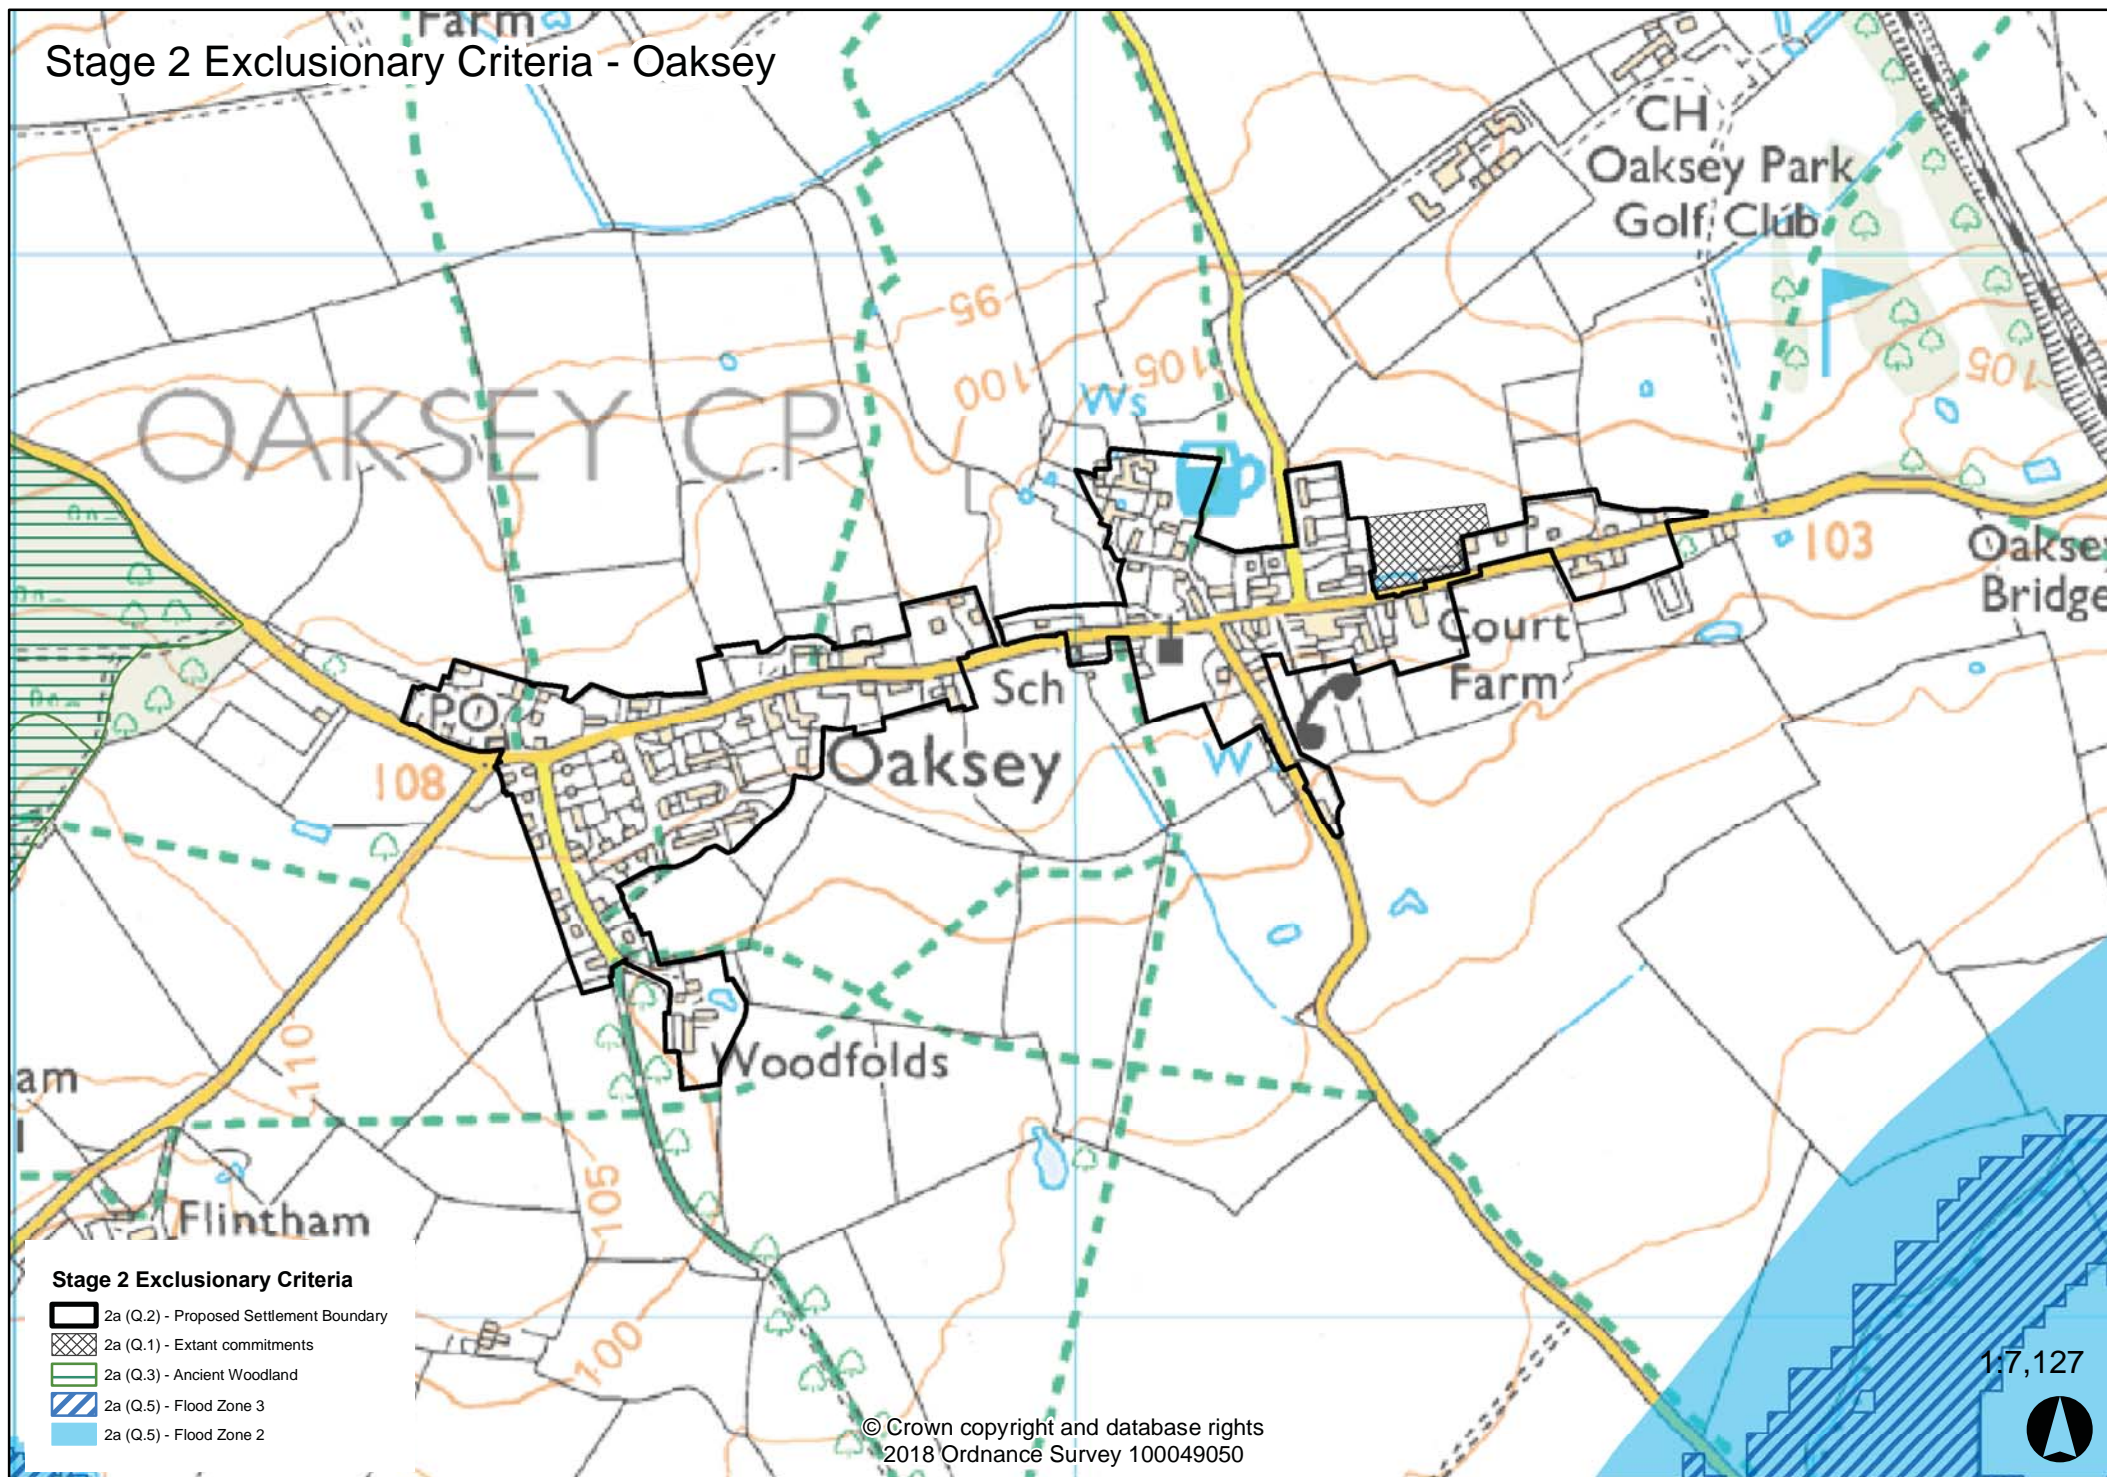 Farm
Stage 2 Exclusionary Criteria - Oaksey
CH
Oaksey Park
Golf Club
95
100
105
Ws
105
OAKSEY CP
103
Oaksey
Bridge
Court
Farm
Sch
PO
Oaksey
W
108
Woodfolds
110
am
105
Flintham
100
Stage 2 Exclusionary Criteria
2a (Q.2) - Proposed Settlement Boundary
2a (Q.1) - Extant commitments
2a (Q.3) - Ancient Woodland
2a (Q.5) - Flood Zone 3
2a (Q.5) - Flood Zone 2
1:7,127
© Crown copyright and database rights
2018 Ordnance Survey 100049050